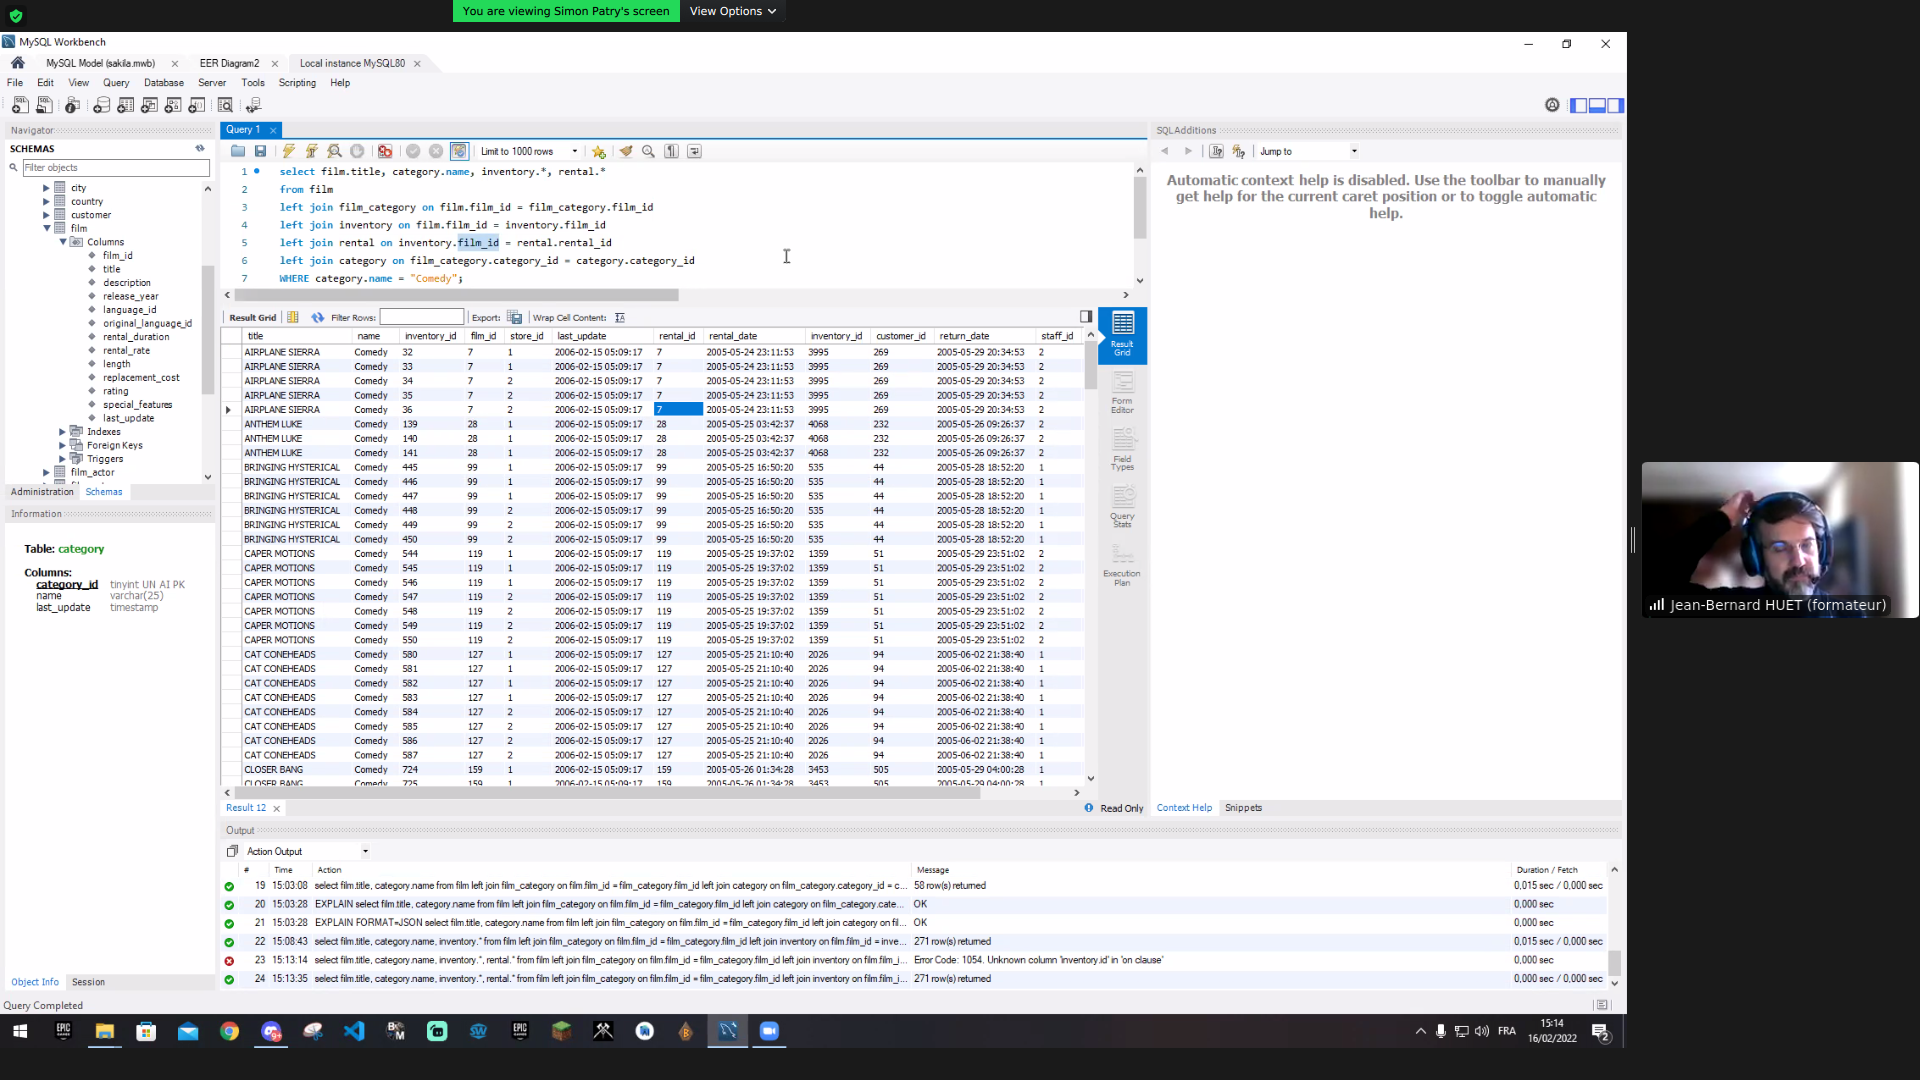 You are viewing Simon Patry's screen
View Options
MySQL Workbench
MySQL Model (sakila.mwb)
EER Diagram2
Local instance MySQL80
File Edit View Query Database Server Tools Scripting Help
Navigator
SCHEMAS
Filter objects
city
country
customer
film
Columns
film_id
title
description
release_year
language_id
original_language_id
rental_duration
rental_rate
length
replacement_cost
rating
special_features
last_update
Indexes
Foreign Keys
Triggers
film_actor
Administration Schemas
Information
Table: category
Columns:
category_id tinyint UN AI PK
name varchar(25)
last_update timestamp
Object Info Session
Query Completed
Query 1
Limit to 1000 rows
1 select film.title, category.name, inventory.*, rental.*
2 from film
3 left join film_category on film.film_id = film_category.film_id
4 left join inventory on film.film_id = inventory.film_id
5 left join rental on inventory.film_id = rental.rental_id
6 left join category on film_category.category_id = category.category_id
7 WHERE category.name = "Comedy";
Result Grid Filter Rows: Export: Wrap Cell Content:
title name inventory_id film_id store_id last_update rental_id rental_date inventory_id customer_id return_date staff_id
AIRPLANE SIERRA Comedy 32 7 1 2006-02-15 05:09:17 7 2005-05-24 23:11:53 3995 269 2005-05-29 20:34:53 2
AIRPLANE SIERRA Comedy 33 7 1 2006-02-15 05:09:17 7 2005-05-24 23:11:53 3995 269 2005-05-29 20:34:53 2
AIRPLANE SIERRA Comedy 34 7 2 2006-02-15 05:09:17 7 2005-05-24 23:11:53 3995 269 2005-05-29 20:34:53 2
AIRPLANE SIERRA Comedy 35 7 2 2006-02-15 05:09:17 7 2005-05-24 23:11:53 3995 269 2005-05-29 20:34:53 2
AIRPLANE SIERRA Comedy 36 7 2 2006-02-15 05:09:17 7 2005-05-24 23:11:53 3995 269 2005-05-29 20:34:53 2
ANTHEM LUKE Comedy 139 28 1 2006-02-15 05:09:17 28 2005-05-25 03:42:37 4068 232 2005-05-26 09:26:37 2
ANTHEM LUKE Comedy 140 28 1 2006-02-15 05:09:17 28 2005-05-25 03:42:37 4068 232 2005-05-26 09:26:37 2
ANTHEM LUKE Comedy 141 28 1 2006-02-15 05:09:17 28 2005-05-25 03:42:37 4068 232 2005-05-26 09:26:37 2
BRINGING HYSTERICAL Comedy 445 99 1 2006-02-15 05:09:17 99 2005-05-25 16:50:20 535 44 2005-05-28 18:52:20 1
BRINGING HYSTERICAL Comedy 446 99 1 2006-02-15 05:09:17 99 2005-05-25 16:50:20 535 44 2005-05-28 18:52:20 1
BRINGING HYSTERICAL Comedy 447 99 1 2006-02-15 05:09:17 99 2005-05-25 16:50:20 535 44 2005-05-28 18:52:20 1
BRINGING HYSTERICAL Comedy 448 99 2 2006-02-15 05:09:17 99 2005-05-25 16:50:20 535 44 2005-05-28 18:52:20 1
BRINGING HYSTERICAL Comedy 449 99 2 2006-02-15 05:09:17 99 2005-05-25 16:50:20 535 44 2005-05-28 18:52:20 1
BRINGING HYSTERICAL Comedy 450 99 2 2006-02-15 05:09:17 99 2005-05-25 16:50:20 535 44 2005-05-28 18:52:20 1
CAPER MOTIONS Comedy 544 119 1 2006-02-15 05:09:17 119 2005-05-25 19:37:02 1359 51 2005-05-29 23:51:02 2
CAPER MOTIONS Comedy 545 119 1 2006-02-15 05:09:17 119 2005-05-25 19:37:02 1359 51 2005-05-29 23:51:02 2
CAPER MOTIONS Comedy 546 119 1 2006-02-15 05:09:17 119 2005-05-25 19:37:02 1359 51 2005-05-29 23:51:02 2
CAPER MOTIONS Comedy 547 119 2 2006-02-15 05:09:17 119 2005-05-25 19:37:02 1359 51 2005-05-29 23:51:02 2
CAPER MOTIONS Comedy 548 119 2 2006-02-15 05:09:17 119 2005-05-25 19:37:02 1359 51 2005-05-29 23:51:02 2
CAPER MOTIONS Comedy 549 119 2 2006-02-15 05:09:17 119 2005-05-25 19:37:02 1359 51 2005-05-29 23:51:02 2
CAPER MOTIONS Comedy 550 119 2 2006-02-15 05:09:17 119 2005-05-25 19:37:02 1359 51 2005-05-29 23:51:02 2
CAT CONEHEADS Comedy 580 127 1 2006-02-15 05:09:17 127 2005-05-25 21:10:40 2026 94 2005-06-02 21:38:40 1
CAT CONEHEADS Comedy 581 127 1 2006-02-15 05:09:17 127 2005-05-25 21:10:40 2026 94 2005-06-02 21:38:40 1
CAT CONEHEADS Comedy 582 127 1 2006-02-15 05:09:17 127 2005-05-25 21:10:40 2026 94 2005-06-02 21:38:40 1
CAT CONEHEADS Comedy 583 127 1 2006-02-15 05:09:17 127 2005-05-25 21:10:40 2026 94 2005-06-02 21:38:40 1
CAT CONEHEADS Comedy 584 127 2 2006-02-15 05:09:17 127 2005-05-25 21:10:40 2026 94 2005-06-02 21:38:40 1
CAT CONEHEADS Comedy 585 127 2 2006-02-15 05:09:17 127 2005-05-25 21:10:40 2026 94 2005-06-02 21:38:40 1
CAT CONEHEADS Comedy 586 127 2 2006-02-15 05:09:17 127 2005-05-25 21:10:40 2026 94 2005-06-02 21:38:40 1
CAT CONEHEADS Comedy 587 127 2 2006-02-15 05:09:17 127 2005-05-25 21:10:40 2026 94 2005-06-02 21:38:40 1
CLOSER BANG Comedy 724 159 1 2006-02-15 05:09:17 159 2005-05-26 01:34:28 3453 505 2005-05-29 04:00:28 1
CLOSER BANG Comedy 725 159 1 2006-02-15 05:09:17 159 2005-05-26 01:34:28 3453 505 2005-05-29 04:00:28 1
Result Grid
Form Editor
Field Types
Query Stats
Execution Plan
Result 12
Read Only
SQLAdditions
Jump to
Automatic context help is disabled. Use the toolbar to manually
get help for the current caret position or to toggle automatic
help.
Context Help Snippets
Output
Action Output
# Time Action Message Duration / Fetch
19 15:03:08 select film.title, category.name from film left join film_category on film.film_id = film_category.film_id left join category on film_category.category_id = c... 58 row(s) returned 0,015 sec / 0,000 sec
20 15:03:28 EXPLAIN select film.title, category.name from film left join film_category on film.film_id = film_category.film_id left join category on film_category.cate... OK 0,000 sec
21 15:03:28 EXPLAIN FORMAT=JSON select film.title, category.name from film left join film_category on film.film_id = film_category.film_id left join category on fil... OK 0,000 sec
22 15:08:43 select film.title, category.name, inventory.* from film left join film_category on film.film_id = film_category.film_id left join inventory on film.film_id = inve... 271 row(s) returned 0,015 sec / 0,000 sec
23 15:13:14 select film.title, category.name, inventory.*, rental.* from film left join film_category on film.film_id = film_category.film_id left join inventory on film.film_i... Error Code: 1054. Unknown column 'inventory.id' in 'on clause' 0,000 sec
24 15:13:35 select film.title, category.name, inventory.*, rental.* from film left join film_category on film.film_id = film_category.film_id left join inventory on film.film_i... 271 row(s) returned 0,000 sec / 0,000 sec
Jean-Bernard HUET (formateur)
FRA
15:14
16/02/2022
2